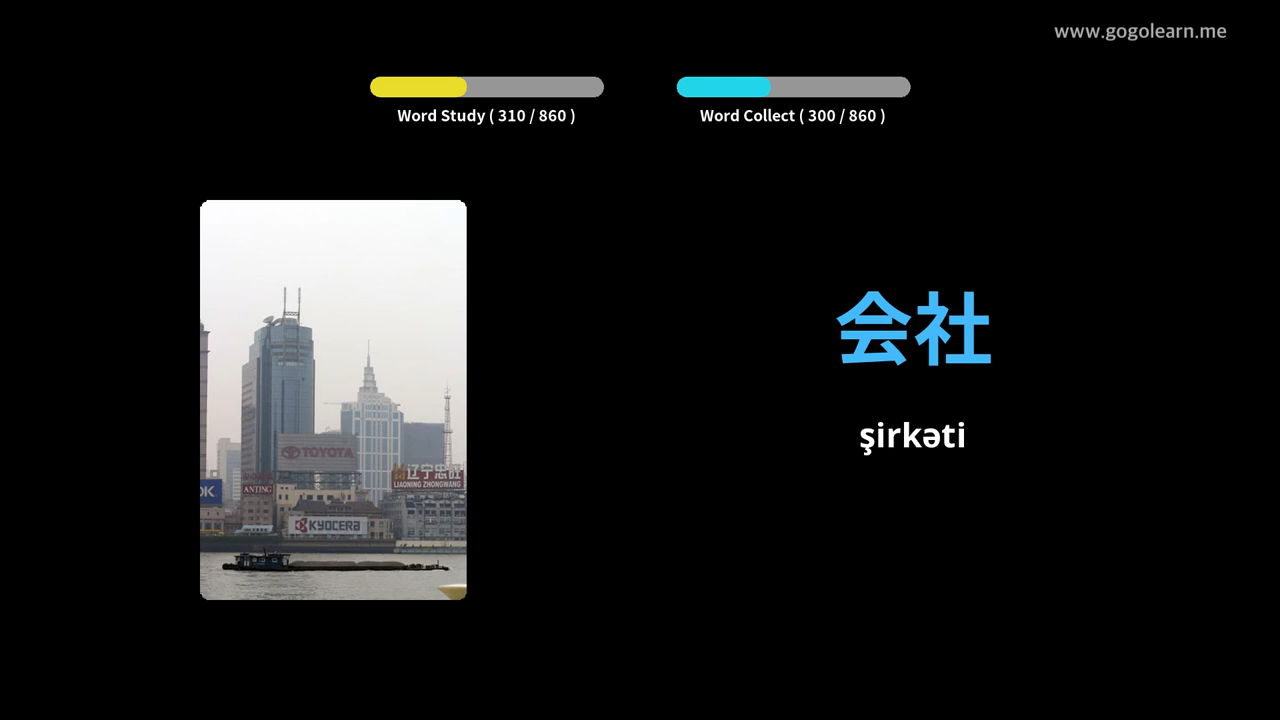 www.gogolearn.me
Word Study ( 310 / 860 )
Word Collect ( 300 / 860 )
会社
şirkəti
TOYOTA
辽宁忠旺
LIAONING ZHONGWANG
OK
ANTING
KYOCERA